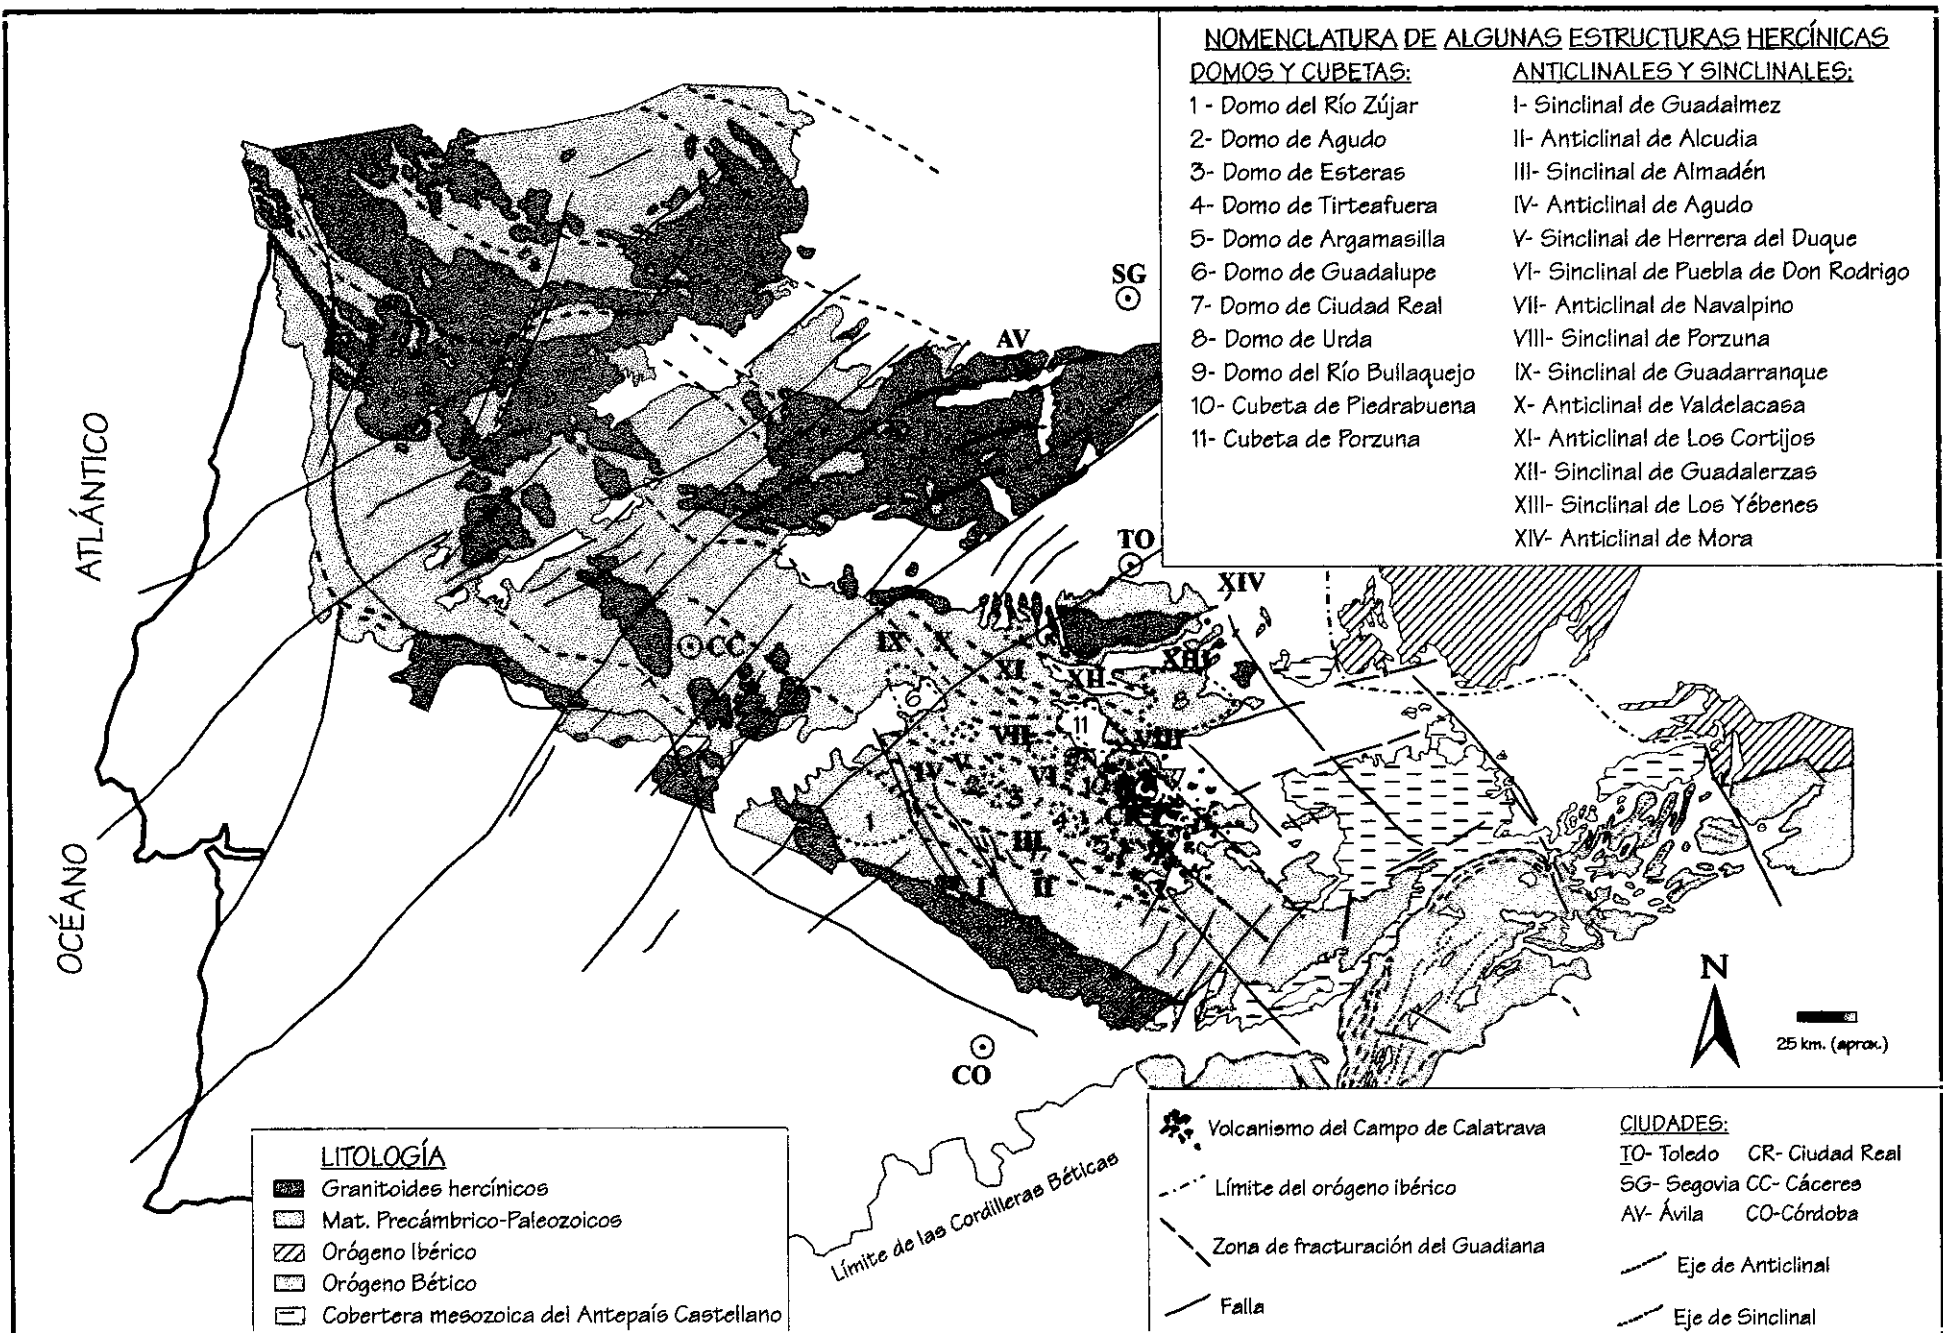 NOMENCLATURA DE ALGUNAS ESTRUCTURAS HERCÍNICAS
DOMOS Y CUBETAS:
1 - Domo del Río Zújar
2- Domo de Agudo
3- Domo de Esteras
4- Domo de Tirteafuera
5- Domo de Argamasilla
6- Domo de Guadalupe
7- Domo de Ciudad Real
8- Domo de Urda
9- Domo del Río Bullaquejo
10- Cubeta de Piedrabuena
11- Cubeta de Porzuna
ANTICLINALES Y SINCLINALES:
I- Sinclinal de Guadalmez
II- Anticlinal de Alcudia
III- Sinclinal de Almadén
IV- Anticlinal de Agudo
V- Sinclinal de Herrera del Duque
VI- Sinclinal de Puebla de Don Rodrigo
VII- Anticlinal de Navalpino
VIII- Sinclinal de Porzuna
IX- Sinclinal de Guadarranque
X- Anticlinal de Valdelacasa
XI- Anticlinal de Los Cortijos
XII- Sinclinal de Guadalerzas
XIII- Sinclinal de Los Yébenes
XIV- Anticlinal de Mora
SG
AV
ATLÁNTICO
TO
XIV
IX
X
CC
XI
XII
XIII
6
8
11
VII
VIII
IV
V
VI
2
3
10
1
4
CR
5
III
I
II
OCÉANO
N
25 km. (aprox.)
CO
Límite de las Cordilleras Béticas
LITOLOGÍA
Granitoides hercínicos
Mat. Precámbrico-Paleozoicos
Orógeno Ibérico
Orógeno Bético
Cobertera mesozoica del Antepaís Castellano
Volcanismo del Campo de Calatrava
Límite del orógeno ibérico
Zona de fracturación del Guadiana
Falla
CIUDADES:
TO- Toledo CR- Ciudad Real
SG- Segovia CC- Cáceres
AV- Ávila CO-Córdoba
Eje de Anticlinal
Eje de Sinclinal